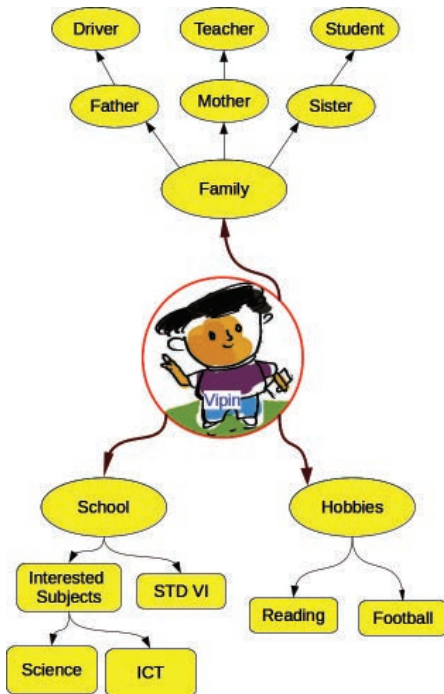 Driver
Teacher
Student
Father
Mother
Sister
Family
Vipin
School
Hobbies
Interested
Subjects
STD VI
Reading
Football
Science
ICT